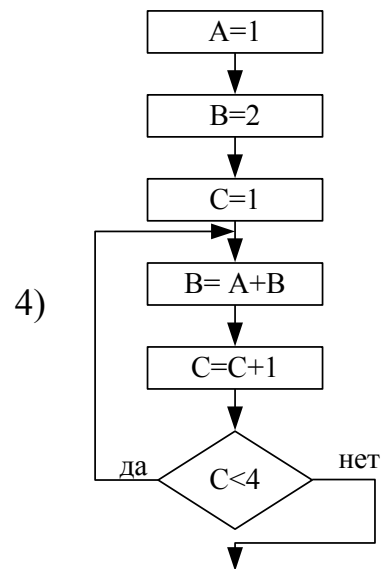 A=1
B=2
C=1
B= A+B
4)
C=C+1
да
C<4
нет